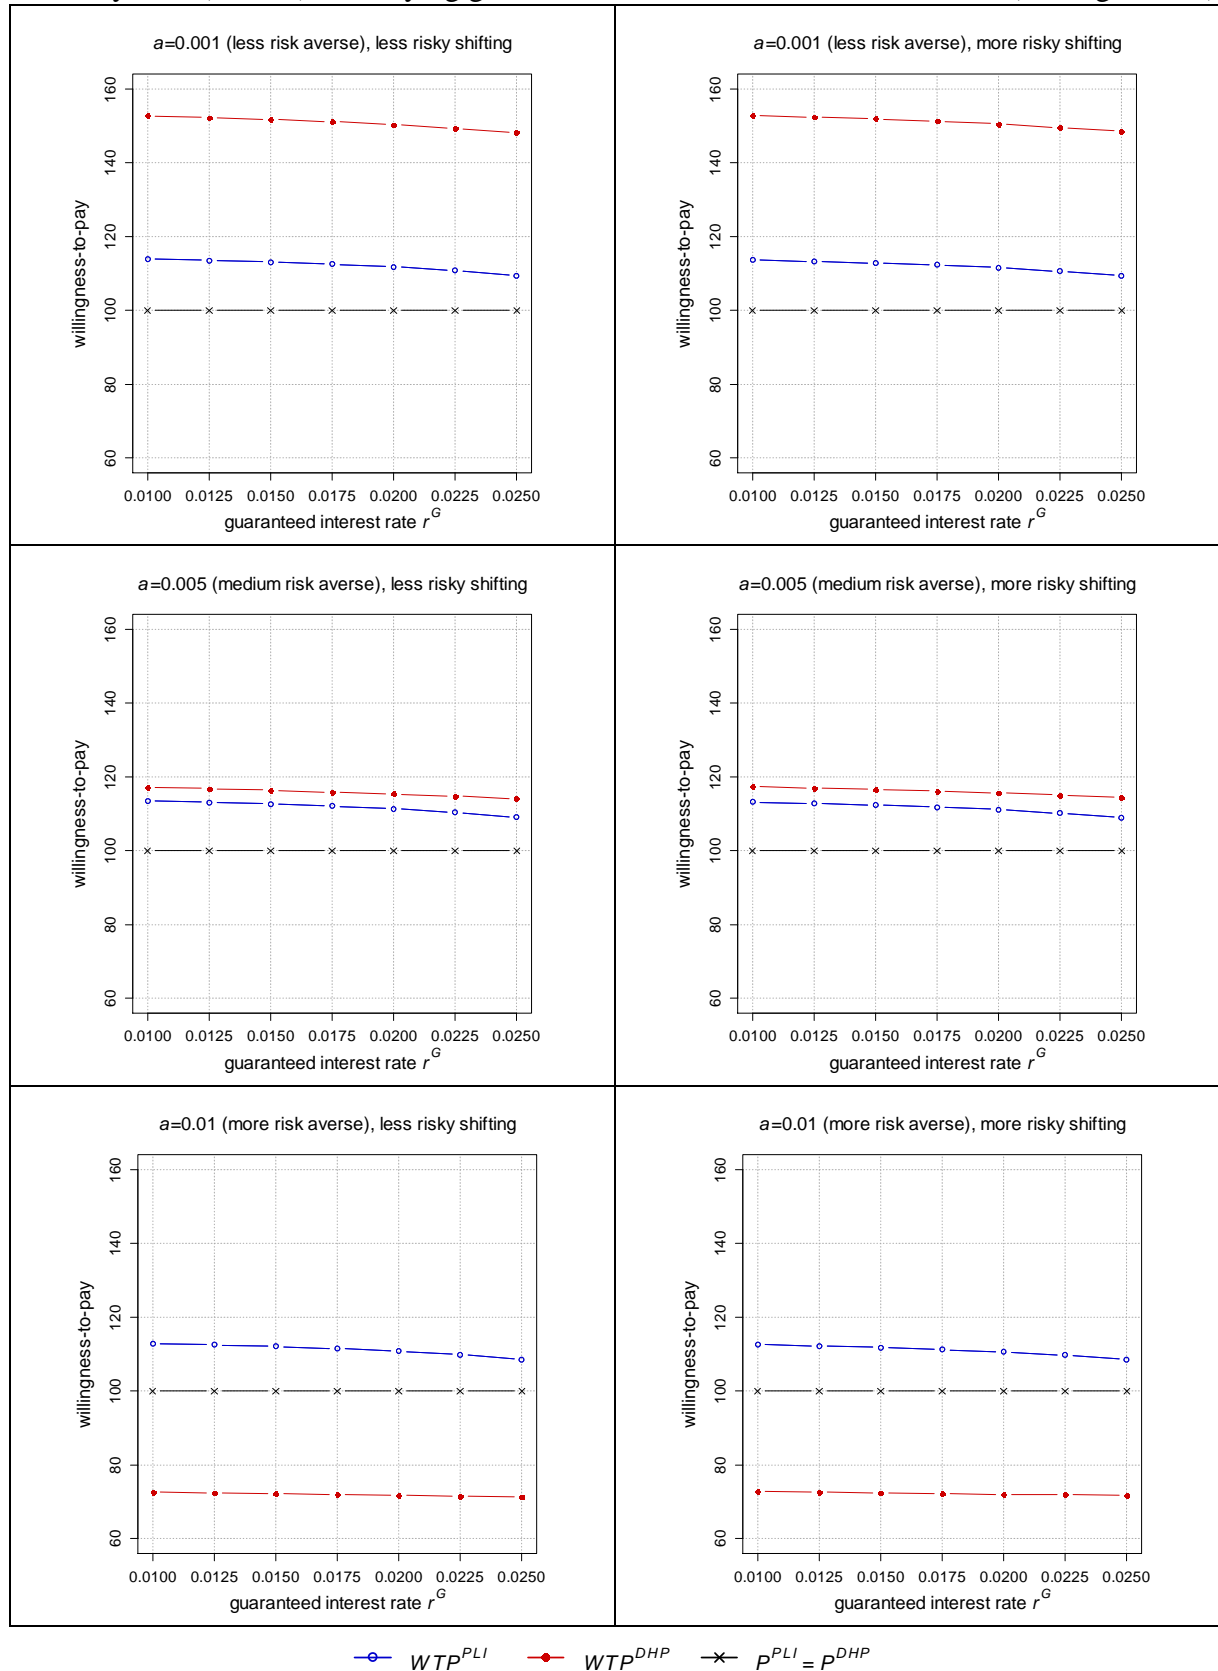 a=0.001 (less risk averse), less risky shifting
willingness-to-pay
160
140
120
100
80
60
0.0100 0.0125 0.0150 0.0175 0.0200 0.0225 0.0250
guaranteed interest rate r^G
a=0.001 (less risk averse), more risky shifting
willingness-to-pay
160
140
120
100
80
60
0.0100 0.0125 0.0150 0.0175 0.0200 0.0225 0.0250
guaranteed interest rate r^G
a=0.005 (medium risk averse), less risky shifting
willingness-to-pay
160
140
120
100
80
60
0.0100 0.0125 0.0150 0.0175 0.0200 0.0225 0.0250
guaranteed interest rate r^G
a=0.005 (medium risk averse), more risky shifting
willingness-to-pay
160
140
120
100
80
60
0.0100 0.0125 0.0150 0.0175 0.0200 0.0225 0.0250
guaranteed interest rate r^G
a=0.01 (more risk averse), less risky shifting
willingness-to-pay
160
140
120
100
80
60
0.0100 0.0125 0.0150 0.0175 0.0200 0.0225 0.0250
guaranteed interest rate r^G
a=0.01 (more risk averse), more risky shifting
willingness-to-pay
160
140
120
100
80
60
0.0100 0.0125 0.0150 0.0175 0.0200 0.0225 0.0250
guaranteed interest rate r^G
WTP^PLI WTP^DHP P^PLI = P^DHP